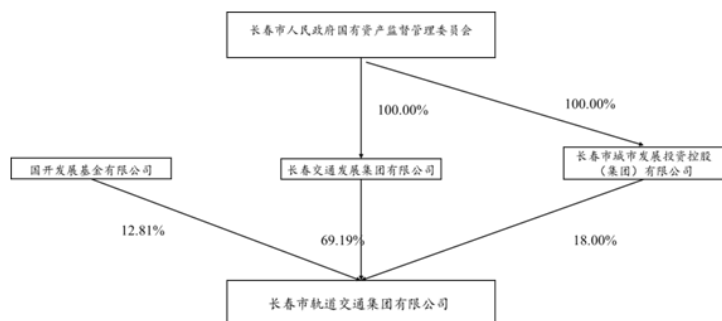 长春市人民政府国有资产监督管理委员会
100.00%
100.00%
国开发展基金有限公司
长春交通发展集团有限公司
长春市城市发展投资控股
（集团）有限公司
12.81%
69.19%
18.00%
长春市轨道交通集团有限公司